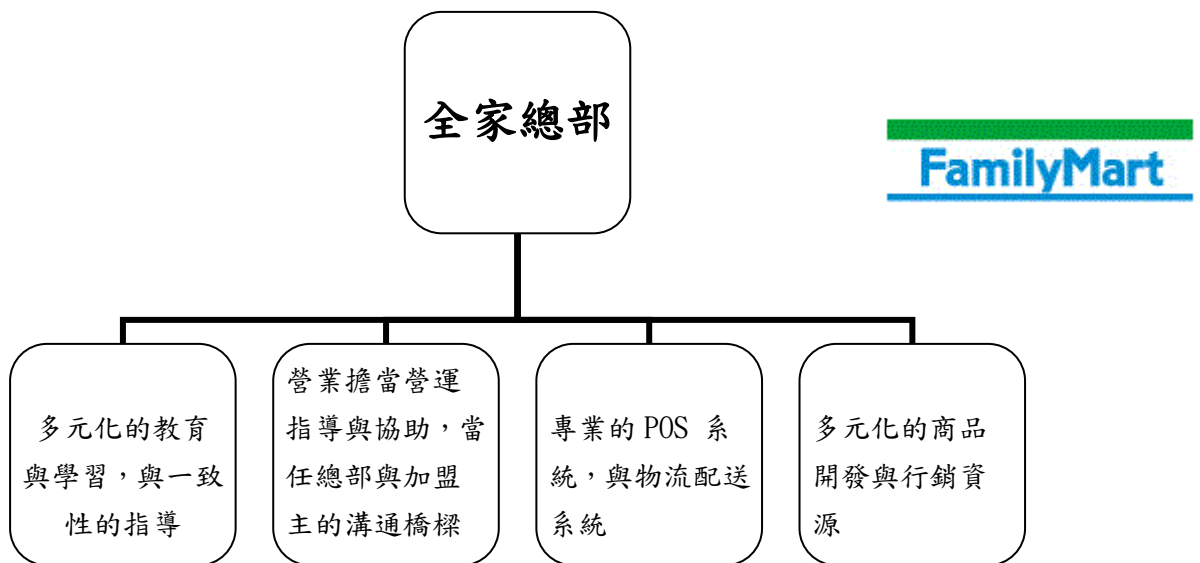 全家總部
FamilyMart
多元化的教育
與學習，與一致
性的指導
營業擔當營運
指導與協助，當
任總部與加盟
主的溝通橋樑
專業的 POS 系
統，與物流配送
系統
多元化的商品
開發與行銷資
源